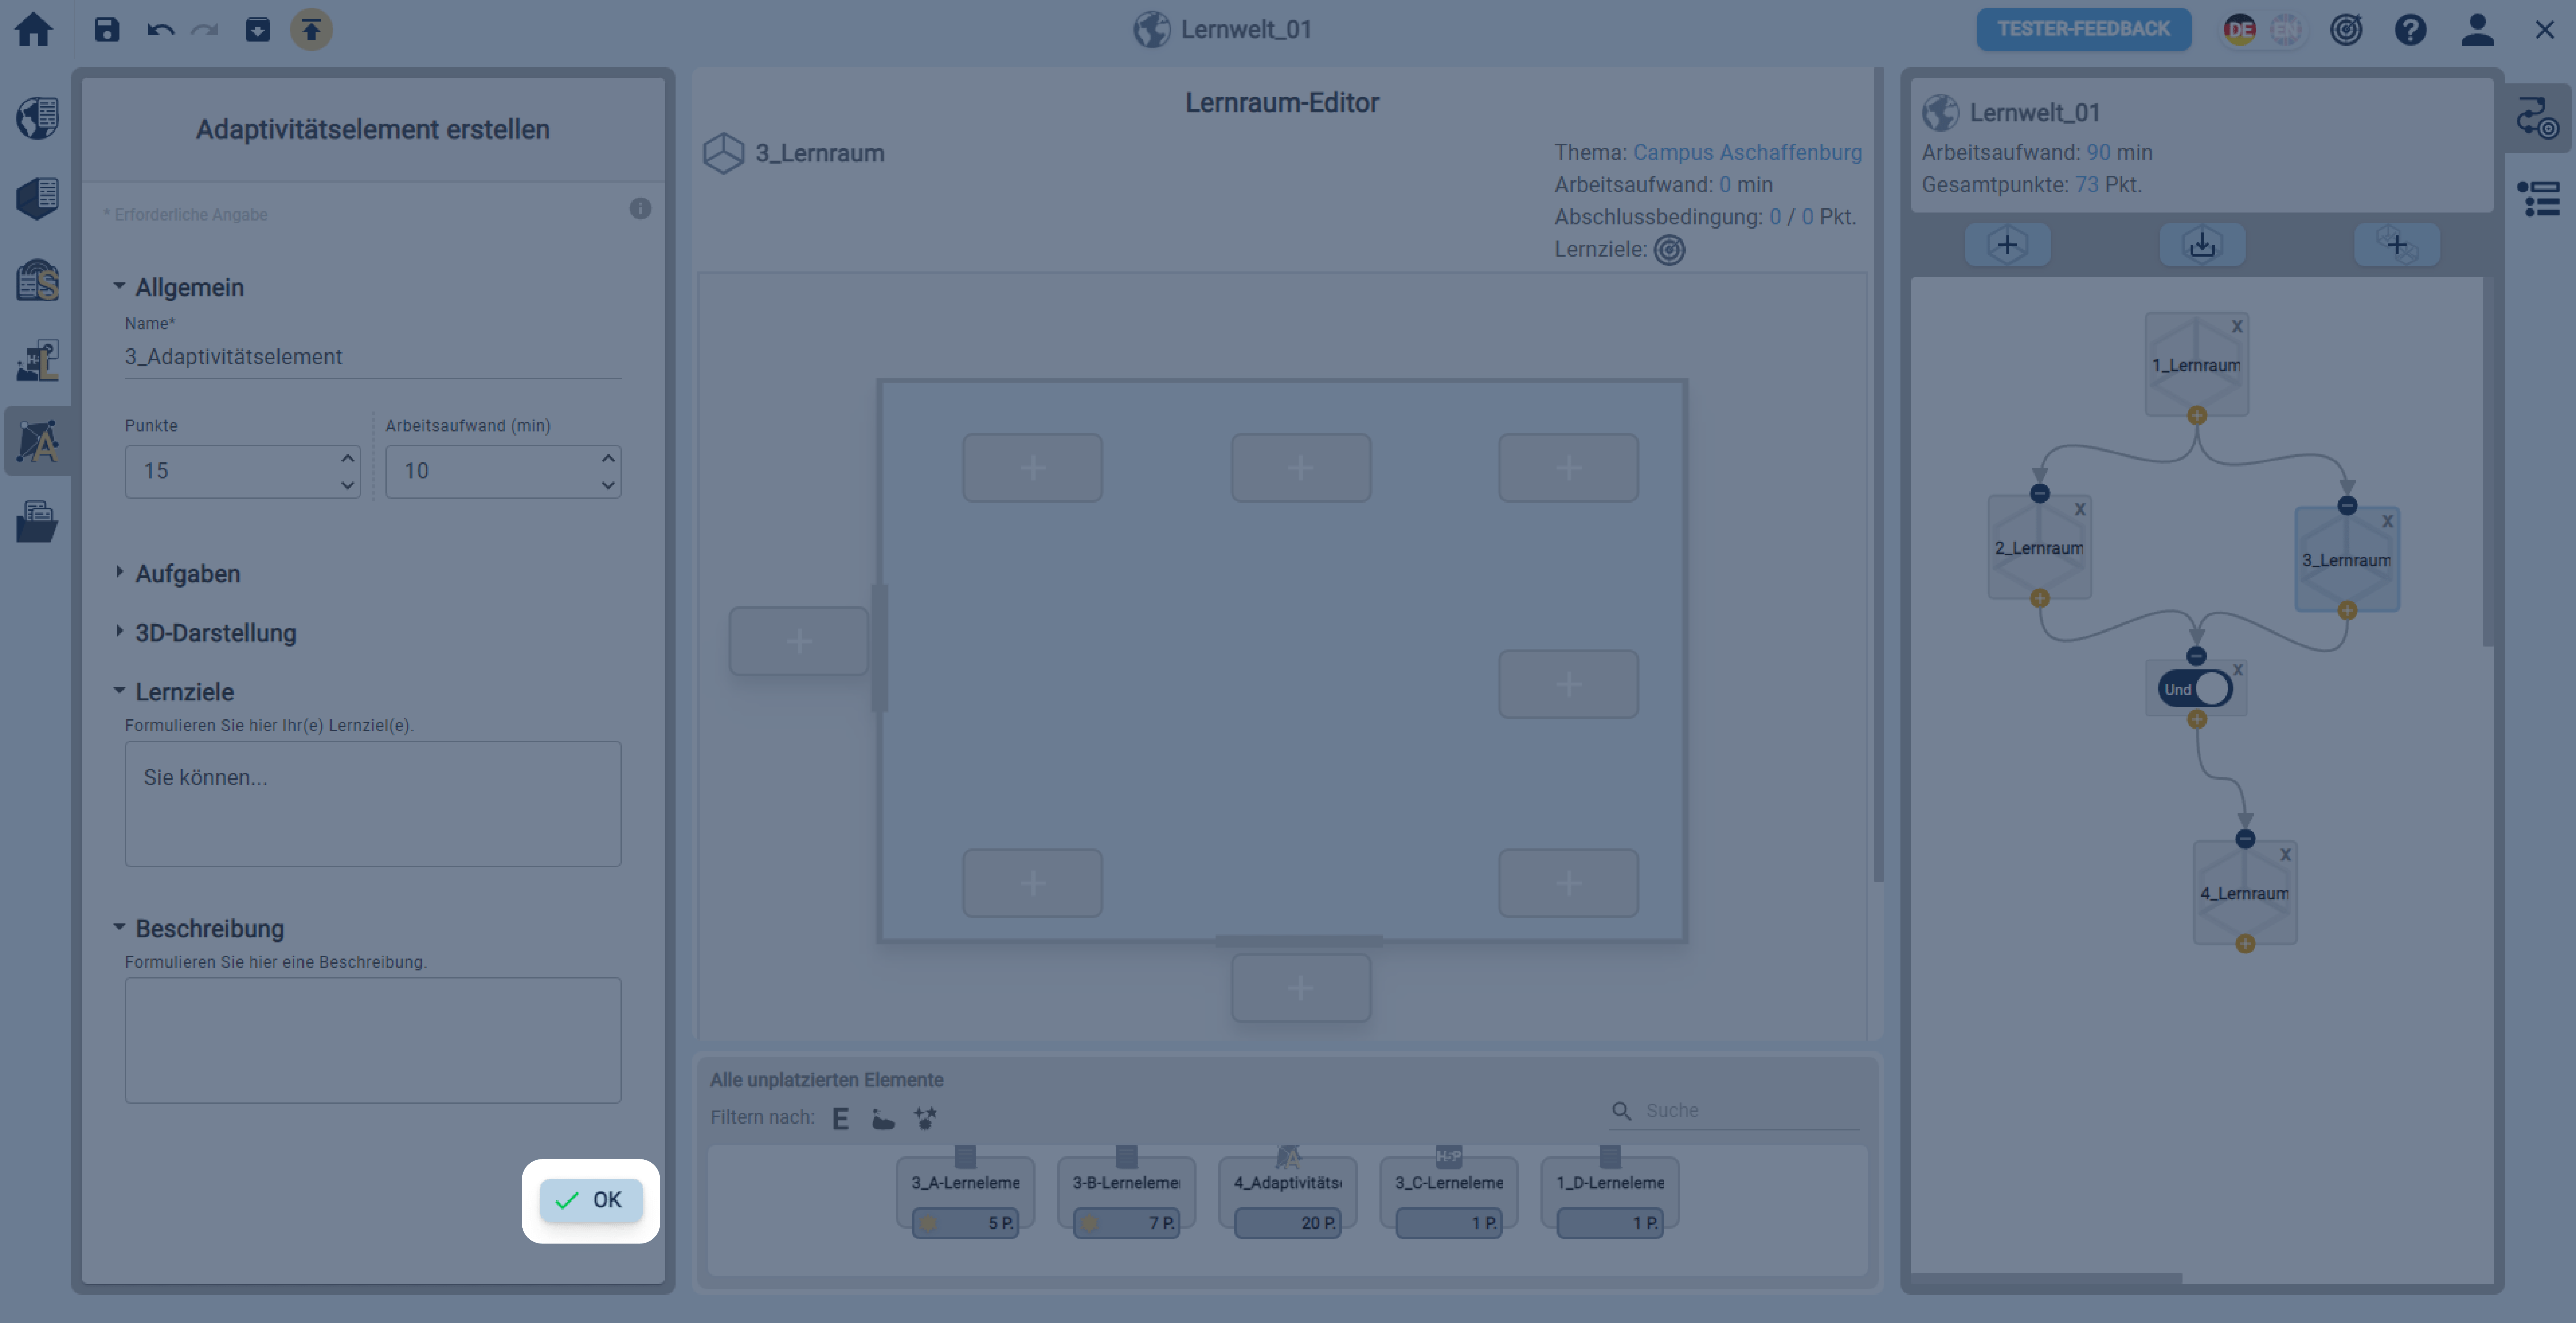 Lernwelt_01
TESTER-FEEDBACK
DE
EN
Adaptivitätselement erstellen
* Erforderliche Angabe
Allgemein
Name*
3_Adaptivitätselement
Punkte
Arbeitsaufwand (min)
15
10
Aufgaben
3D-Darstellung
Lernziele
Formulieren Sie hier Ihr(e) Lernziel(e).
Sie können...
Beschreibung
Formulieren Sie hier eine Beschreibung.
OK
Lernraum-Editor
3_Lernraum
Thema: Campus Aschaffenburg
Arbeitsaufwand: 0 min
Abschlussbedingung: 0 / 0 Pkt.
Lernziele:
Alle unplatzierten Elemente
Filtern nach:
E
Suche
H-P
3_A-Lerneleme
3-B-Lerneleme
4_Adaptivitäts
3_C-Lerneleme
1_D-Lerneleme
5 P.
7 P.
20 P.
1 P.
1 P.
Lernwelt_01
Arbeitsaufwand: 90 min
Gesamtpunkte: 73 Pkt.
1_Lernraum
X
2_Lernraum
X
3_Lernraum
X
Und
X
4_Lernraum
X
S
L
A